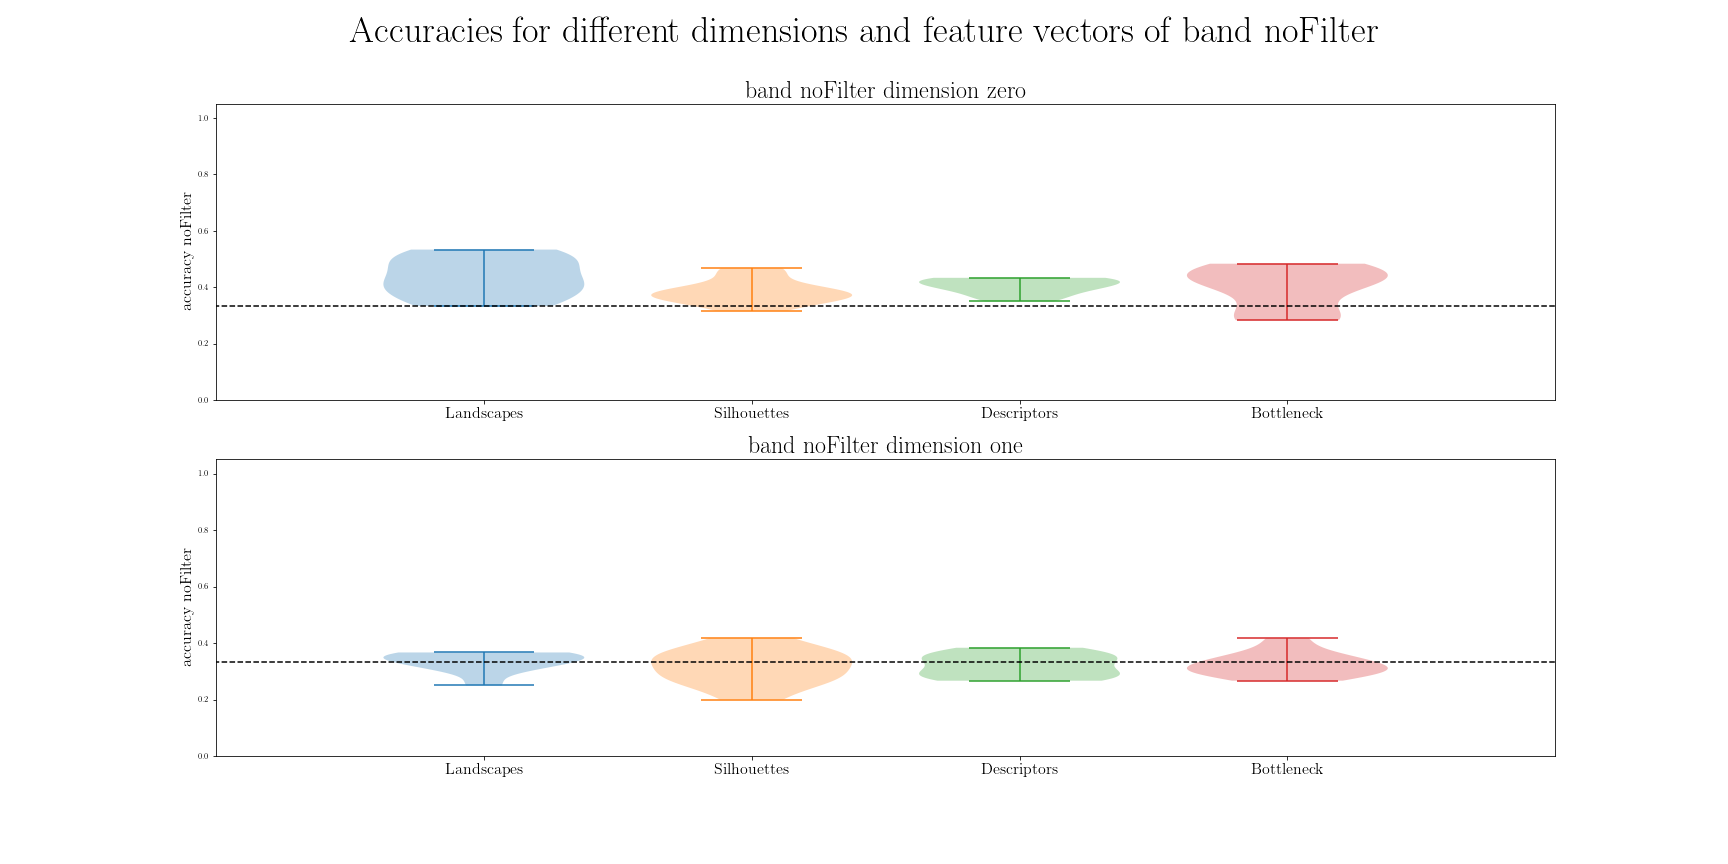 Accuracies for different dimensions and feature vectors of band noFilter
band noFilter dimension zero
accuracy noFilter
1.0
0.8
0.6
0.4
0.2
0.0
Landscapes Silhouettes Descriptors Bottleneck
band noFilter dimension one
accuracy noFilter
1.0
0.8
0.6
0.4
0.2
0.0
Landscapes Silhouettes Descriptors Bottleneck